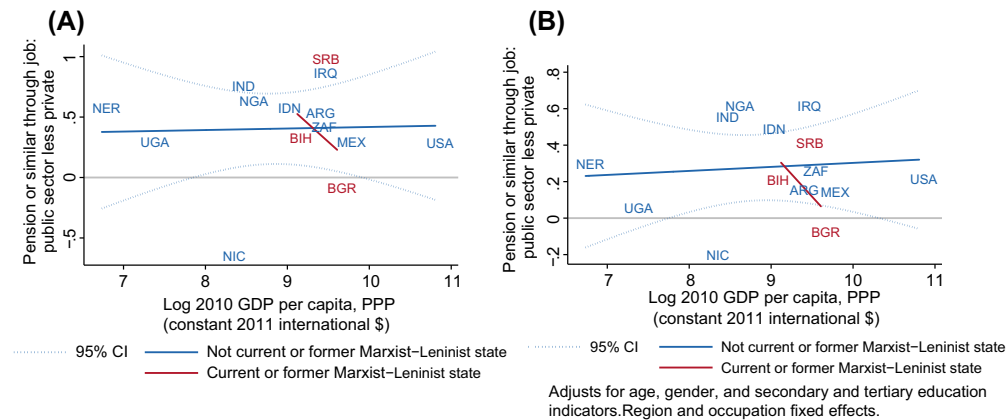 (A)
Pension or similar through job:
public sector less private
1
.5
0
-.5
SRB
IRQ
IND
NGA
NER
IDN
ARG
ZAF
UGA
BIH
MEX
USA
BGR
NIC
7 8 9 10 11
Log 2010 GDP per capita, PPP
(constant 2011 international $)
95% CI
Not current or former Marxist−Leninist state
Current or former Marxist−Leninist state
(B)
Pension or similar through job:
public sector less private
.8
.6
.4
.2
0
-.2
NGA
IRQ
IND
IDN
SRB
NER
ZAF
BIH
USA
ARG
MEX
UGA
BGR
NIC
7 8 9 10 11
Log 2010 GDP per capita, PPP
(constant 2011 international $)
95% CI
Not current or former Marxist−Leninist state
Current or former Marxist−Leninist state
Adjusts for age, gender, and secondary and tertiary education
indicators.Region and occupation fixed effects.